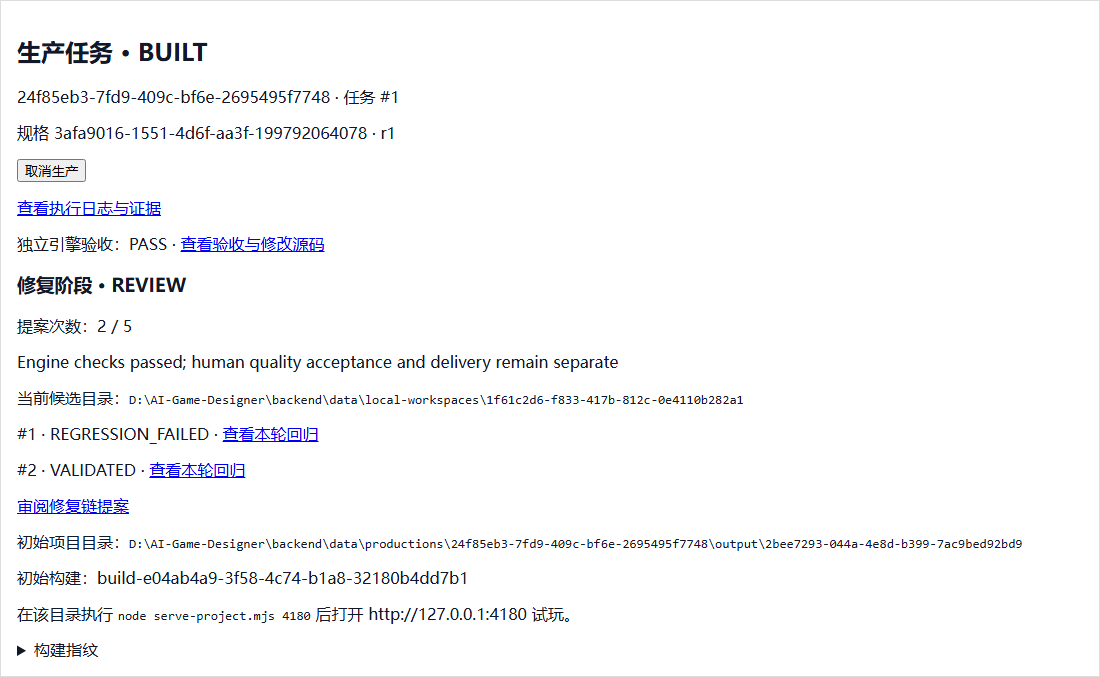 生产任务 • BUILT
24f85eb3-7fd9-409c-bf6e-2695495f7748 · 任务 #1
规格 3afa9016-1551-4d6f-aa3f-199792064078 · r1
取消生产
查看执行日志与证据
独立引擎验收：PASS · 查看验收与修改源码
修复阶段 • REVIEW
提案次数：2 / 5
Engine checks passed; human quality acceptance and delivery remain separate
当前候选目录：D:\AI-Game-Designer\backend\data\local-workspaces\1f61c2d6-f833-417b-812c-0e4110b282a1
#1 · REGRESSION_FAILED · 查看本轮回归
#2 · VALIDATED · 查看本轮回归
审阅修复链提案
初始项目目录：D:\AI-Game-Designer\backend\data\productions\24f85eb3-7fd9-409c-bf6e-2695495f7748\output\2bee7293-044a-4e8d-b399-7ac9bed92bd9
初始构建：build-e04ab4a9-3f58-4c74-b1a8-32180b4dd7b1
在该目录执行 node serve-project.mjs 4180 后打开 http://127.0.0.1:4180 试玩。
▶ 构建指纹